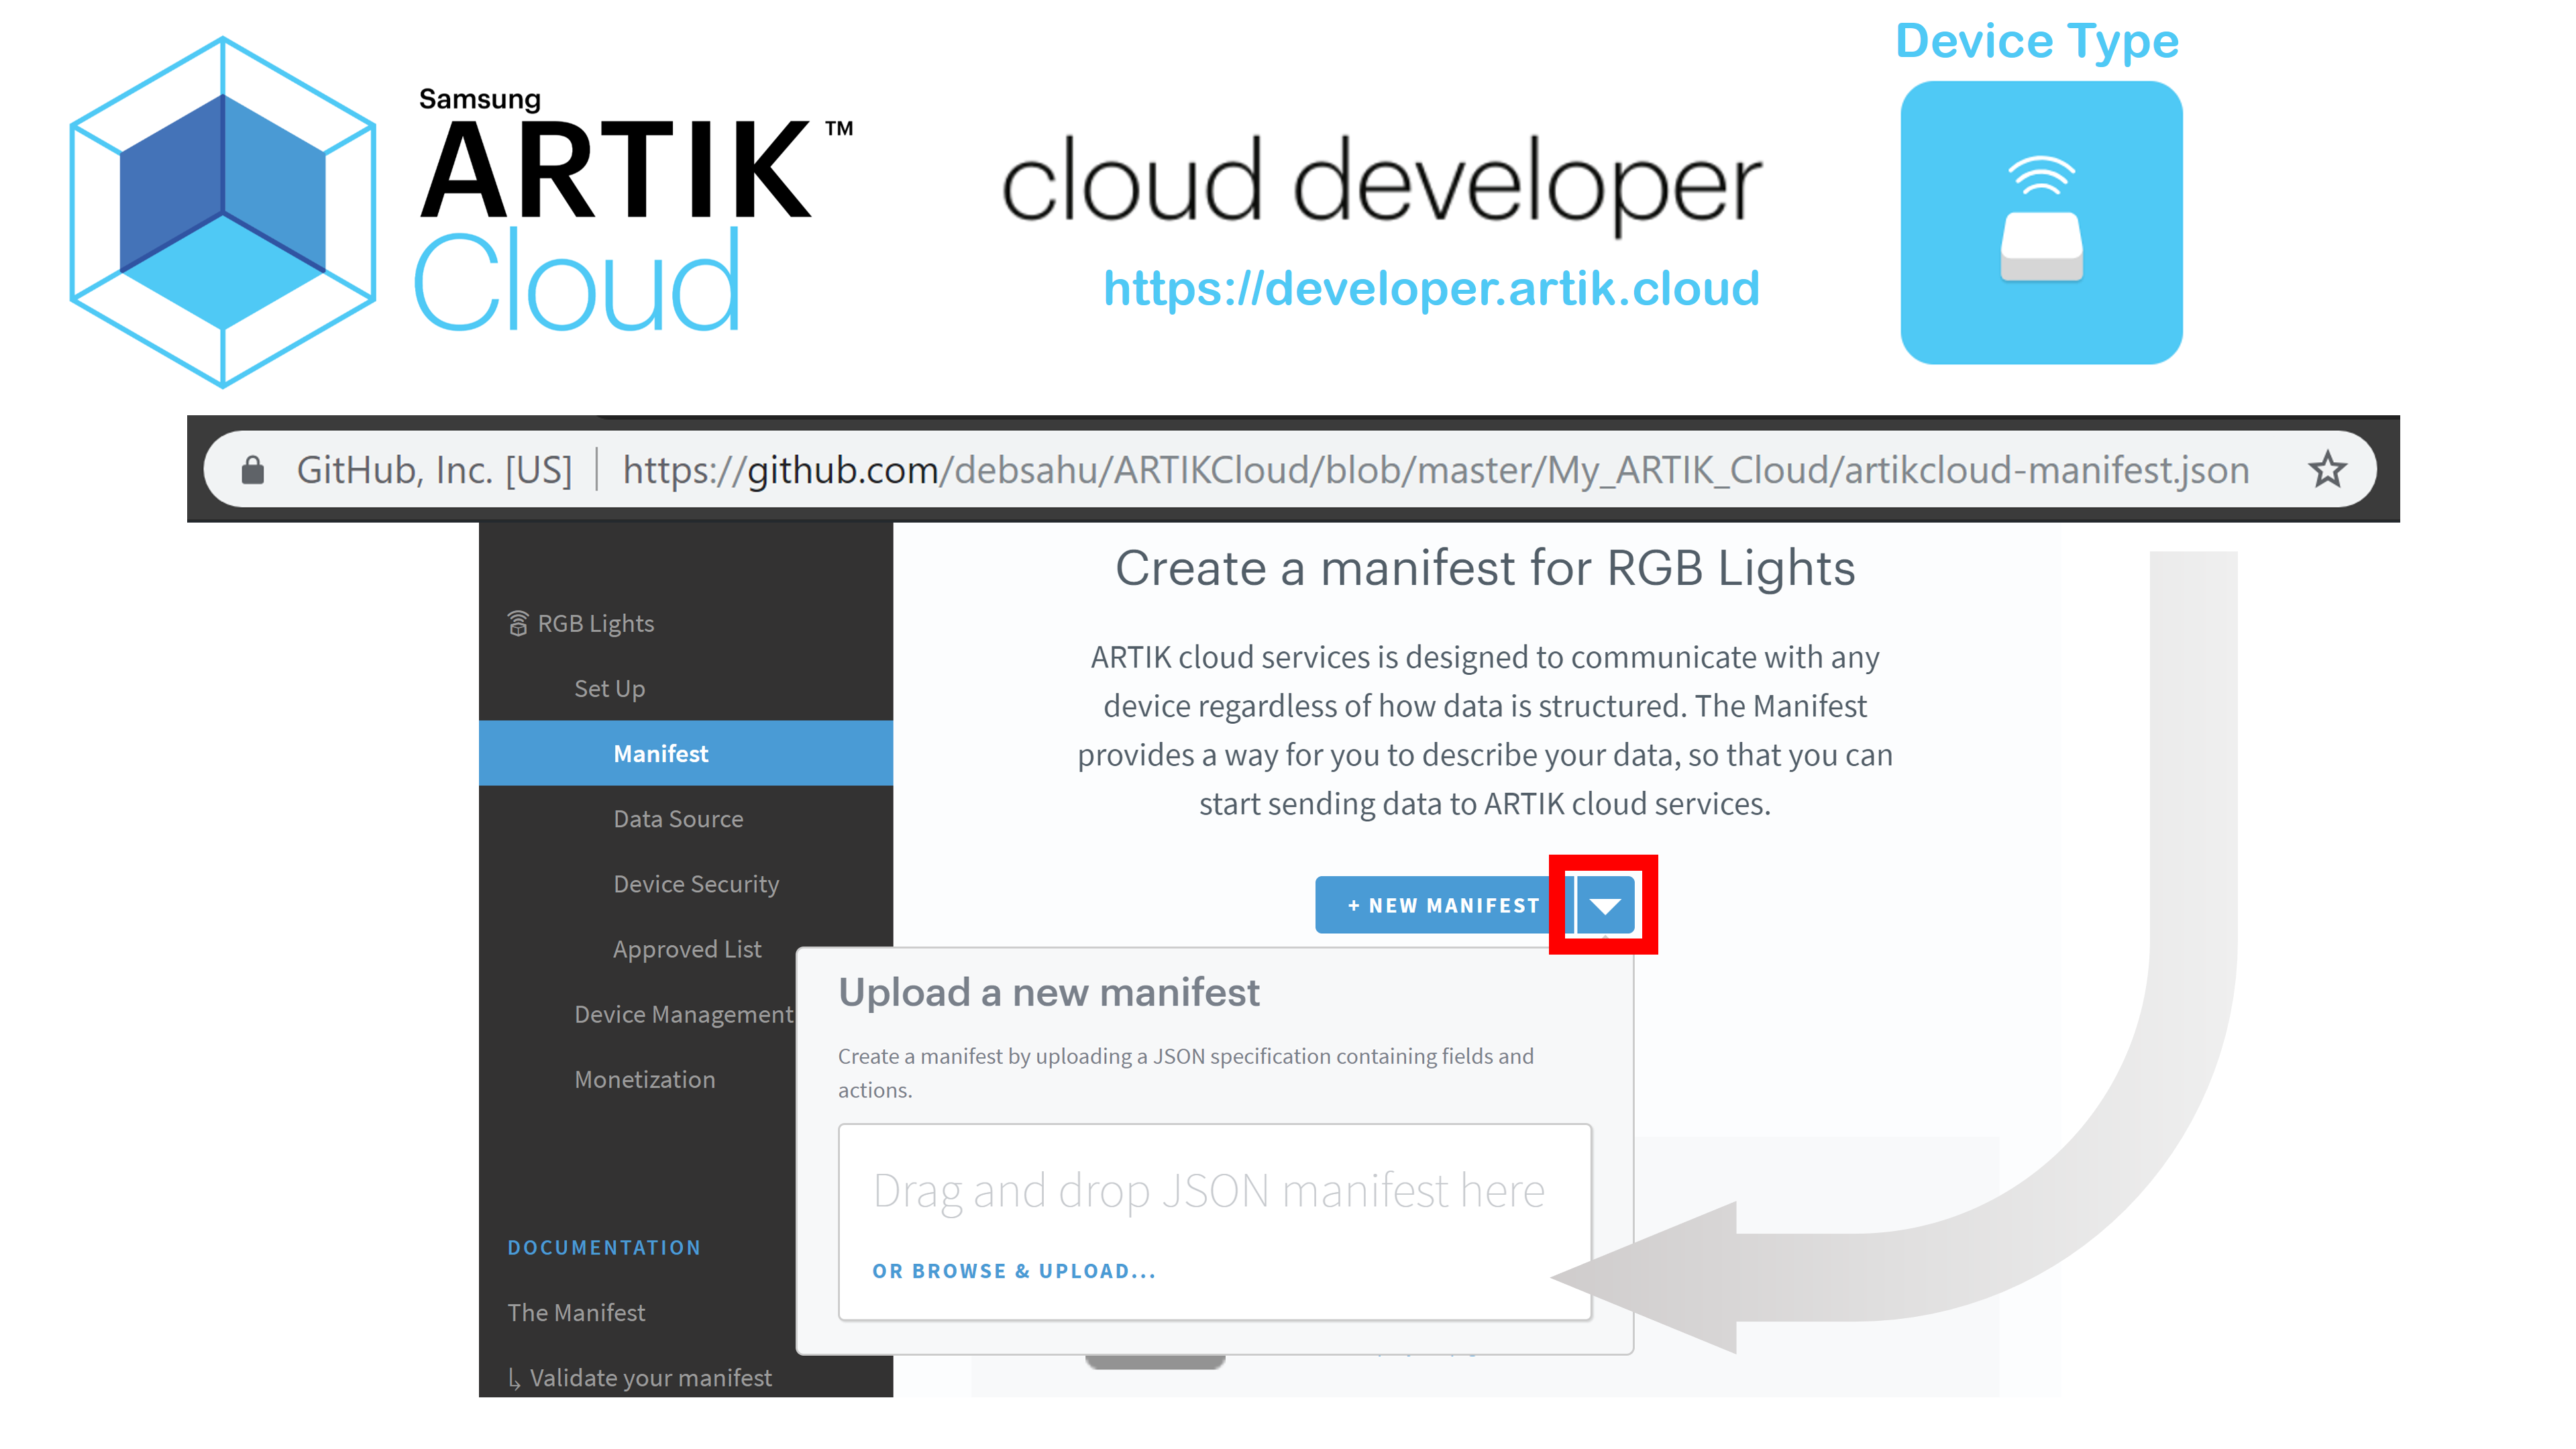 Samsung
ARTIK™
Cloud
cloud developer
https://developer.artik.cloud
Device Type
GitHub, Inc. [US] | https://github.com/debsahu/ARTIKCloud/blob/master/My_ARTIK_Cloud/artikcloud-manifest.json
RGB Lights
Set Up
Manifest
Data Source
Device Security
Approved List
Device Management
Monetization
DOCUMENTATION
The Manifest
↳ Validate your manifest
Create a manifest for RGB Lights
ARTIK cloud services is designed to communicate with any
device regardless of how data is structured. The Manifest
provides a way for you to describe your data, so that you can
start sending data to ARTIK cloud services.
+ NEW MANIFEST
Upload a new manifest
Create a manifest by uploading a JSON specification containing fields and
actions.
Drag and drop JSON manifest here
OR BROWSE & UPLOAD...